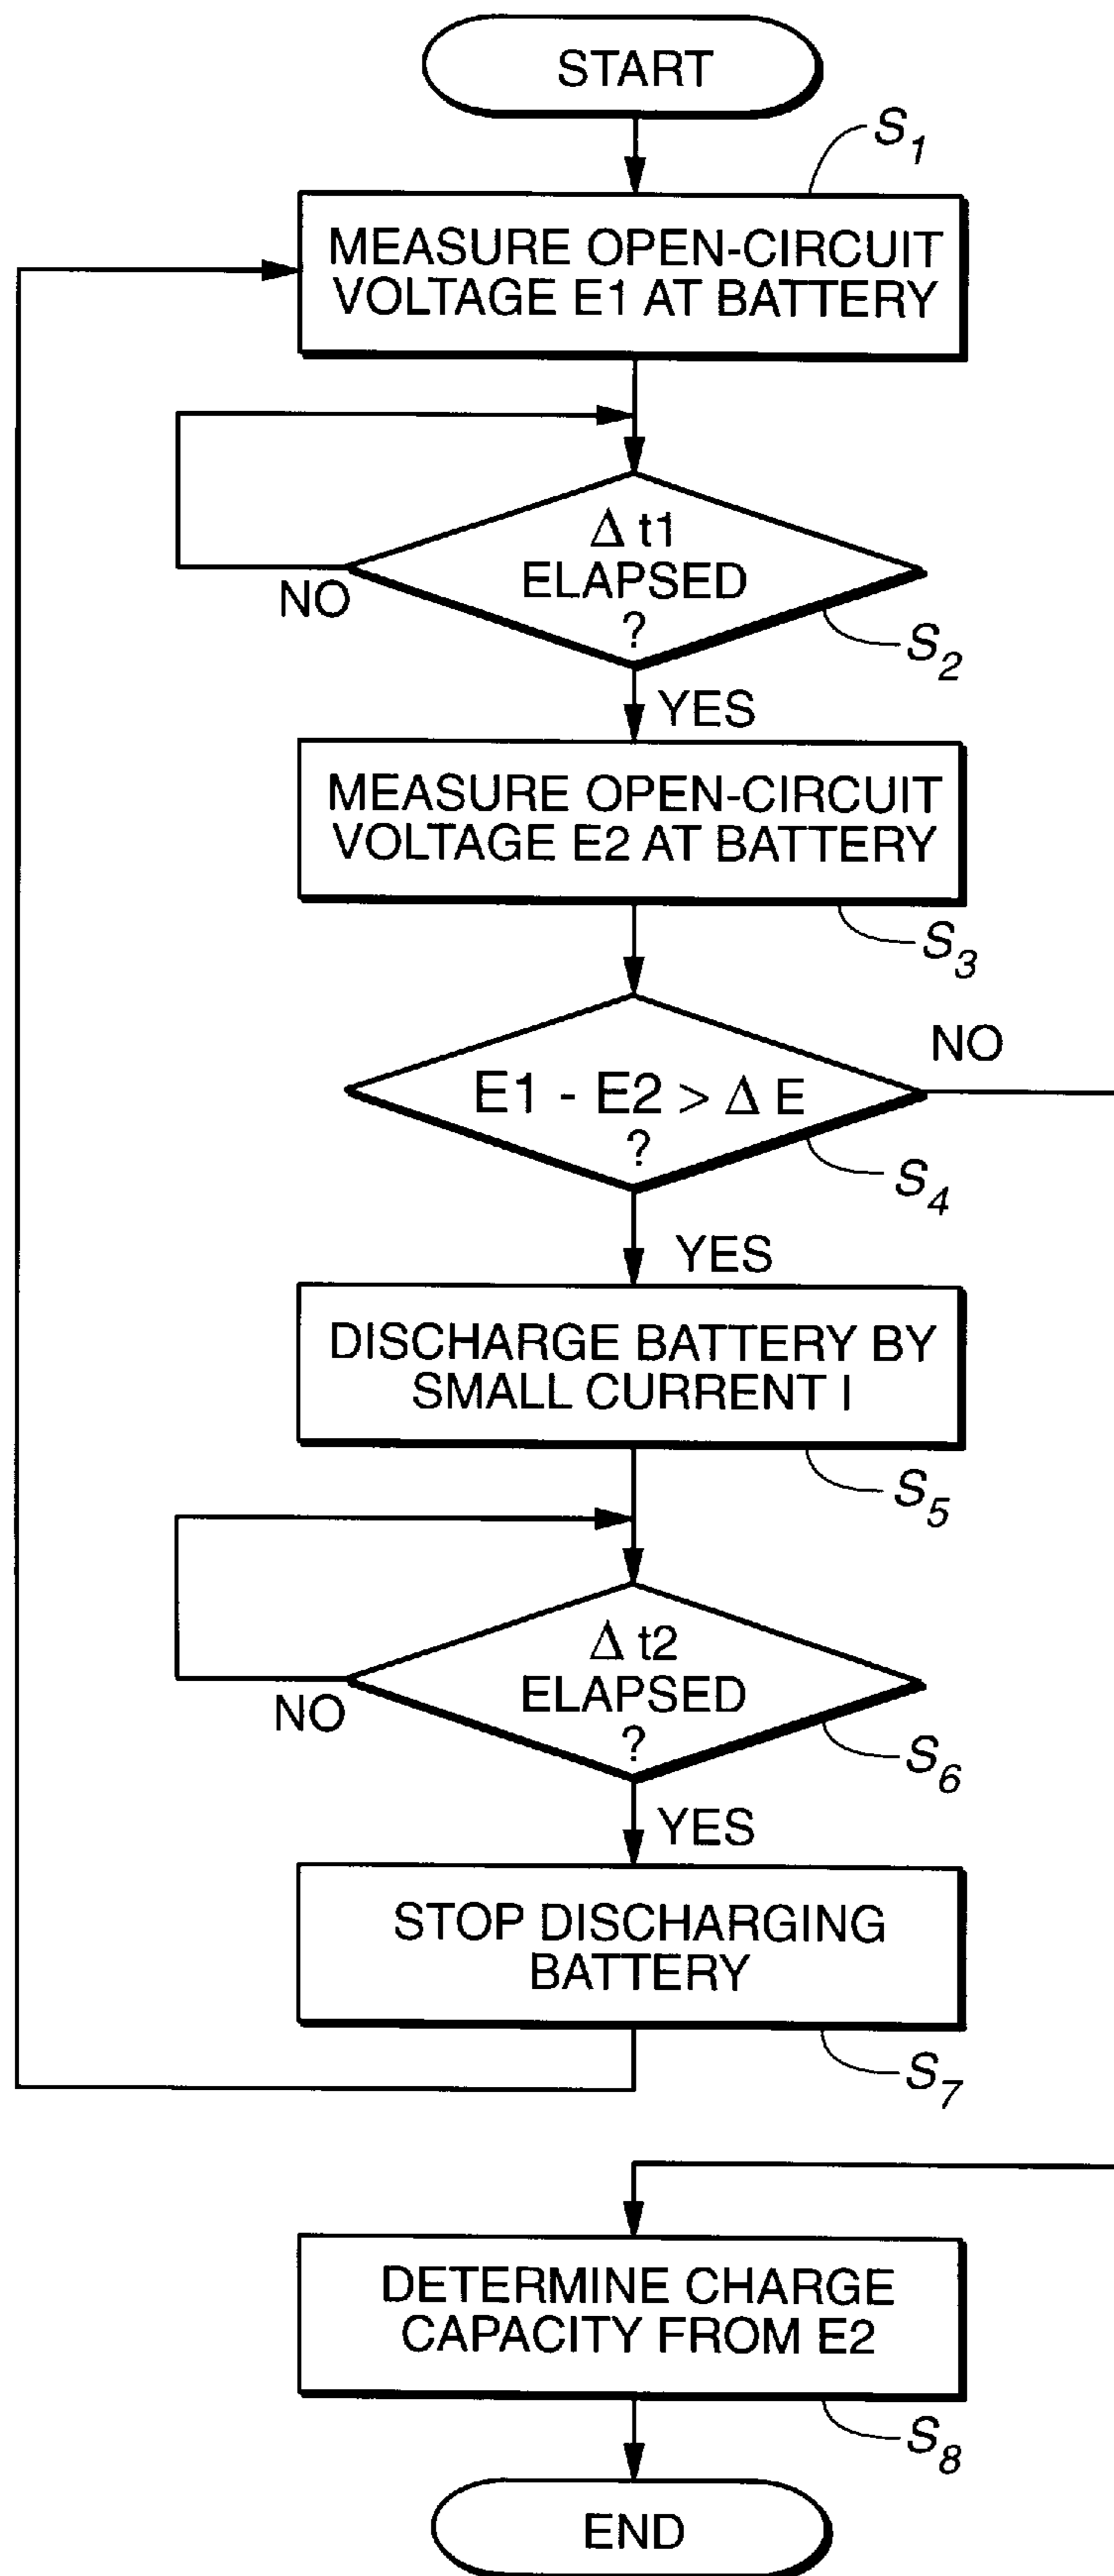 START
S1
MEASURE OPEN-CIRCUIT
VOLTAGE E1 AT BATTERY
Δ t1
ELAPSED
?
NO
S2
YES
MEASURE OPEN-CIRCUIT
VOLTAGE E2 AT BATTERY
S3
NO
E1 - E2 > Δ E
?
S4
YES
DISCHARGE BATTERY BY
SMALL CURRENT I
S5
Δ t2
ELAPSED
?
NO
S6
YES
STOP DISCHARGING
BATTERY
S7
DETERMINE CHARGE
CAPACITY FROM E2
S8
END